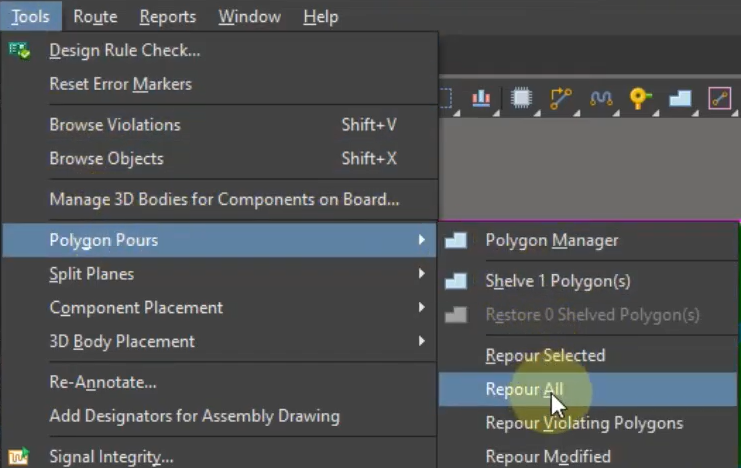 Tools Route Reports Window Help
Design Rule Check...
Reset Error Markers
Browse Violations Shift+V
Browse Objects Shift+X
Manage 3D Bodies for Components on Board...
Polygon Pours
Split Planes
Component Placement
3D Body Placement
Re-Annotate...
Add Designators for Assembly Drawing
Signal Integrity...
Polygon Manager
Shelve 1 Polygon(s)
Restore 0 Shelved Polygon(s)
Repour Selected
Repour All
Repour Violating Polygons
Repour Modified